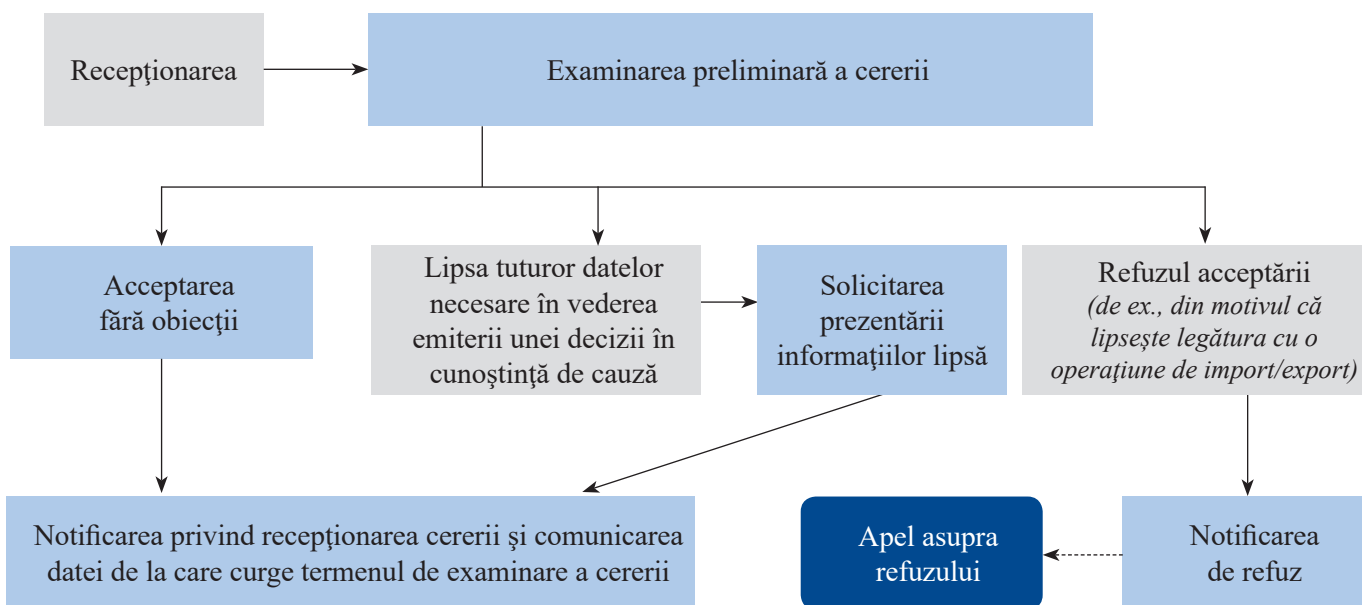 Recepţionarea
Examinarea preliminară a cererii
Acceptarea
fără obiecţii
Lipsa tuturor datelor
necesare în vederea
emiterii unei decizii în
cunoştinţă de cauză
Solicitarea
prezentării
informaţiilor lipsă
Refuzul acceptării
(de ex., din motivul că
lipsește legătura cu o
operaţiune de import/export)
Notificarea privind recepţionarea cererii şi comunicarea
datei de la care curge termenul de examinare a cererii
Apel asupra
refuzului
Notificarea
de refuz